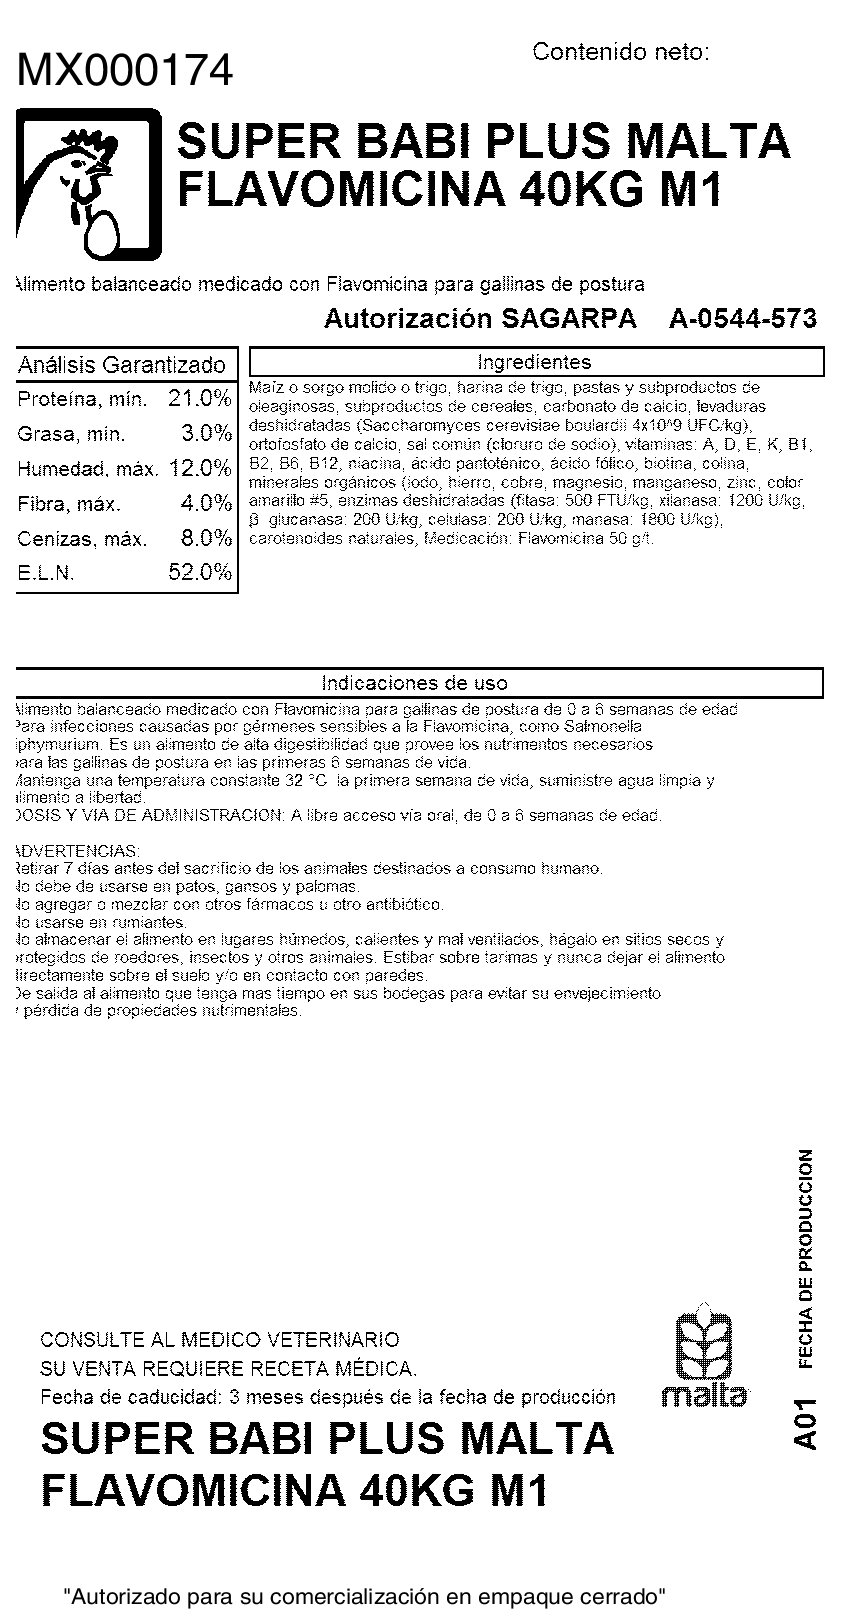 Contenido neto:
MX000174
SUPER BABI PLUS MALTA
FLAVOMICINA 40KG M1
Alimento balanceado medicado con Flavomicina para gallinas de postura
Autorización SAGARPA A-0544-573
Análisis Garantizado
Proteína, mín. 21.0%
Grasa, mín. 3.0%
Humedad, máx. 12.0%
Fibra, máx. 4.0%
Cenizas, máx. 8.0%
E.L.N. 52.0%
Ingredientes
Maíz o sorgo molido o trigo, harina de trigo, pastas y subproductos de
oleaginosas, subproductos de cereales, carbonato de calcio, levaduras
deshidratadas (Saccharomyces cerevisiae boulardii 4x10^9 UFC/kg),
ortofosfato de calcio, sal común (cloruro de sodio), vitaminas: A, D, E, K, B1,
B2, B6, B12, niacina, ácido pantoténico, ácido fólico, biotina, colina,
minerales orgánicos (iodo, hierro, cobre, magnesio, manganeso, zinc, color
amarillo #5, enzimas deshidratadas (fitasa: 500 FTU/kg, xilanasa: 1200 U/kg,
β glucanasa: 200 U/kg, celulasa: 200 U/kg, manasa: 1800 U/kg),
carotenoides naturales, Medicación: Flavomicina 50 g/t.
Indicaciones de uso
Alimento balanceado medicado con Flavomicina para gallinas de postura de 0 a 6 semanas de edad
Para infecciones causadas por gérmenes sensibles a la Flavomicina, como Salmonella
iphymurium. Es un alimento de alta digestibilidad que provee los nutrimentos necesarios
para las gallinas de postura en las primeras 6 semanas de vida.
Mantenga una temperatura constante 32 °C la primera semana de vida, suministre agua limpia y
alimento a libertad.
DOSIS Y VIA DE ADMINISTRACION: A libre acceso vía oral, de 0 a 6 semanas de edad.
ADVERTENCIAS:
Retirar 7 días antes del sacrificio de los animales destinados a consumo humano.
No debe de usarse en patos, gansos y palomas.
No agregar o mezclar con otros fármacos u otro antibiótico.
No usarse en rumiantes.
No almacenar el alimento en lugares húmedos, calientes y mal ventilados, hágalo en sitios secos y
protegidos de roedores, insectos y otros animales. Estibar sobre tarimas y nunca dejar el alimento
directamente sobre el suelo y/o en contacto con paredes.
De salida al alimento que tenga mas tiempo en sus bodegas para evitar su envejecimiento
y pérdida de propiedades nutrimentales.
A01 FECHA DE PRODUCCION
CONSULTE AL MEDICO VETERINARIO
SU VENTA REQUIERE RECETA MÉDICA.
Fecha de caducidad: 3 meses después de la fecha de producción
malta
SUPER BABI PLUS MALTA
FLAVOMICINA 40KG M1
"Autorizado para su comercialización en empaque cerrado"